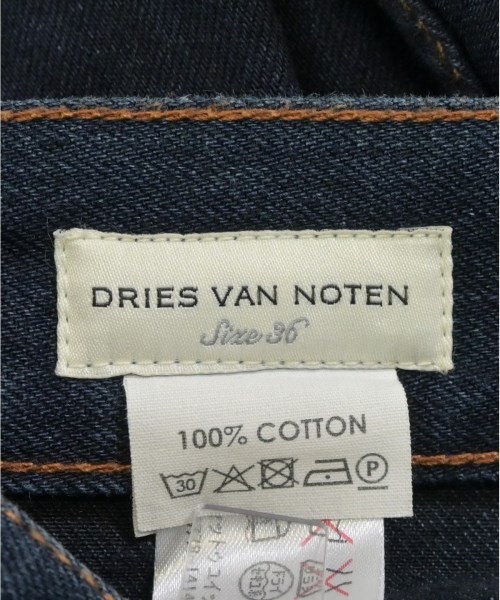 DRIES VAN NOTEN
Size 36
100% COTTON
30 P